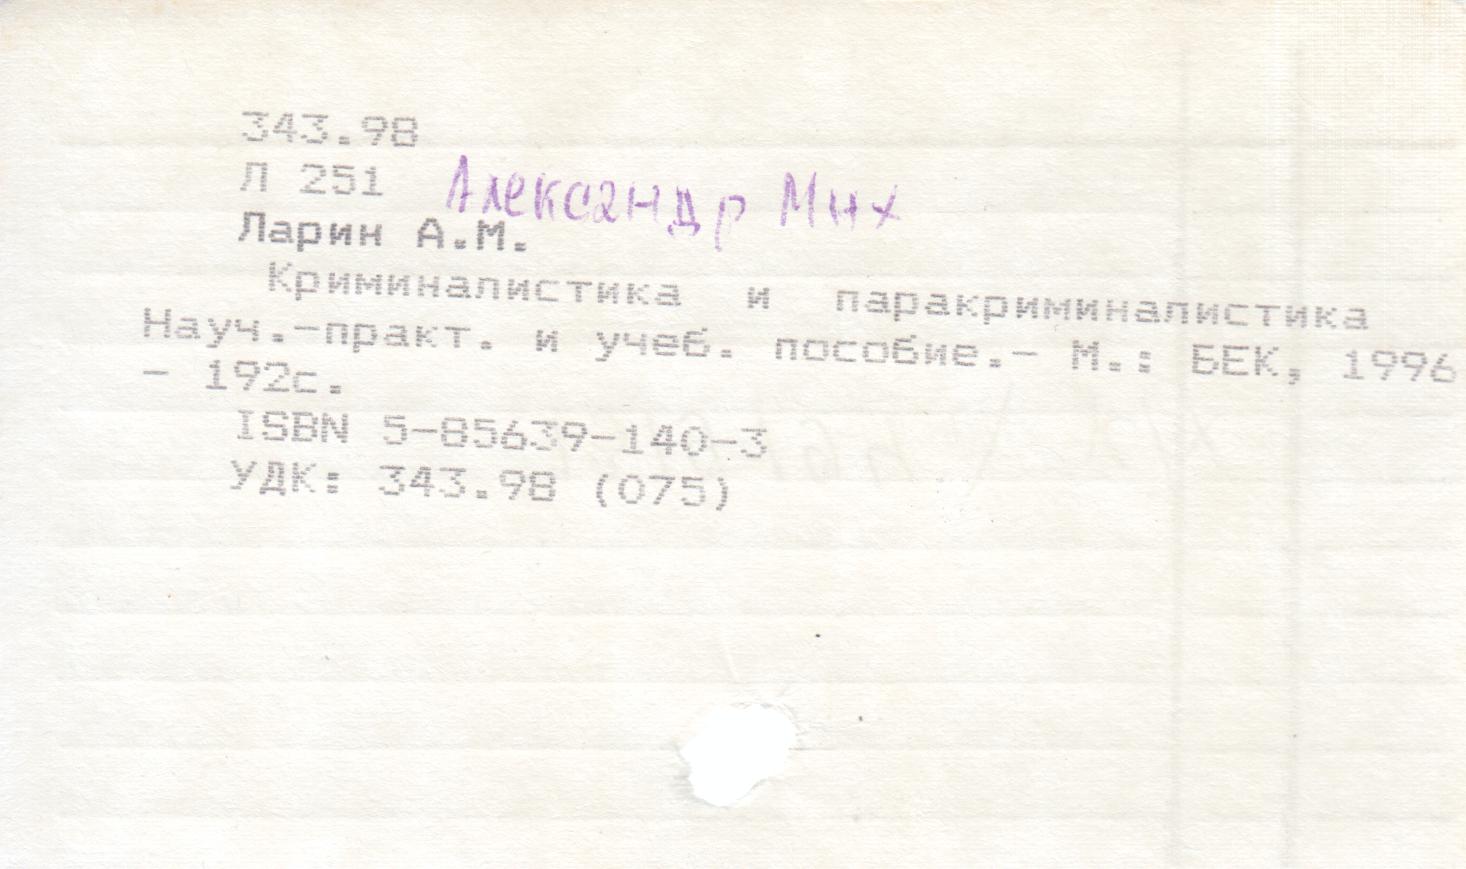 343.98
Л 251
Александр Мих
Ларин А.М.
Криминалистика и паракриминалистика
Науч.-практ. и учеб. пособие.- М.: БЕК, 1996
- 192с.
ISBN 5-85639-140-3
УДК: 343.98 (075)